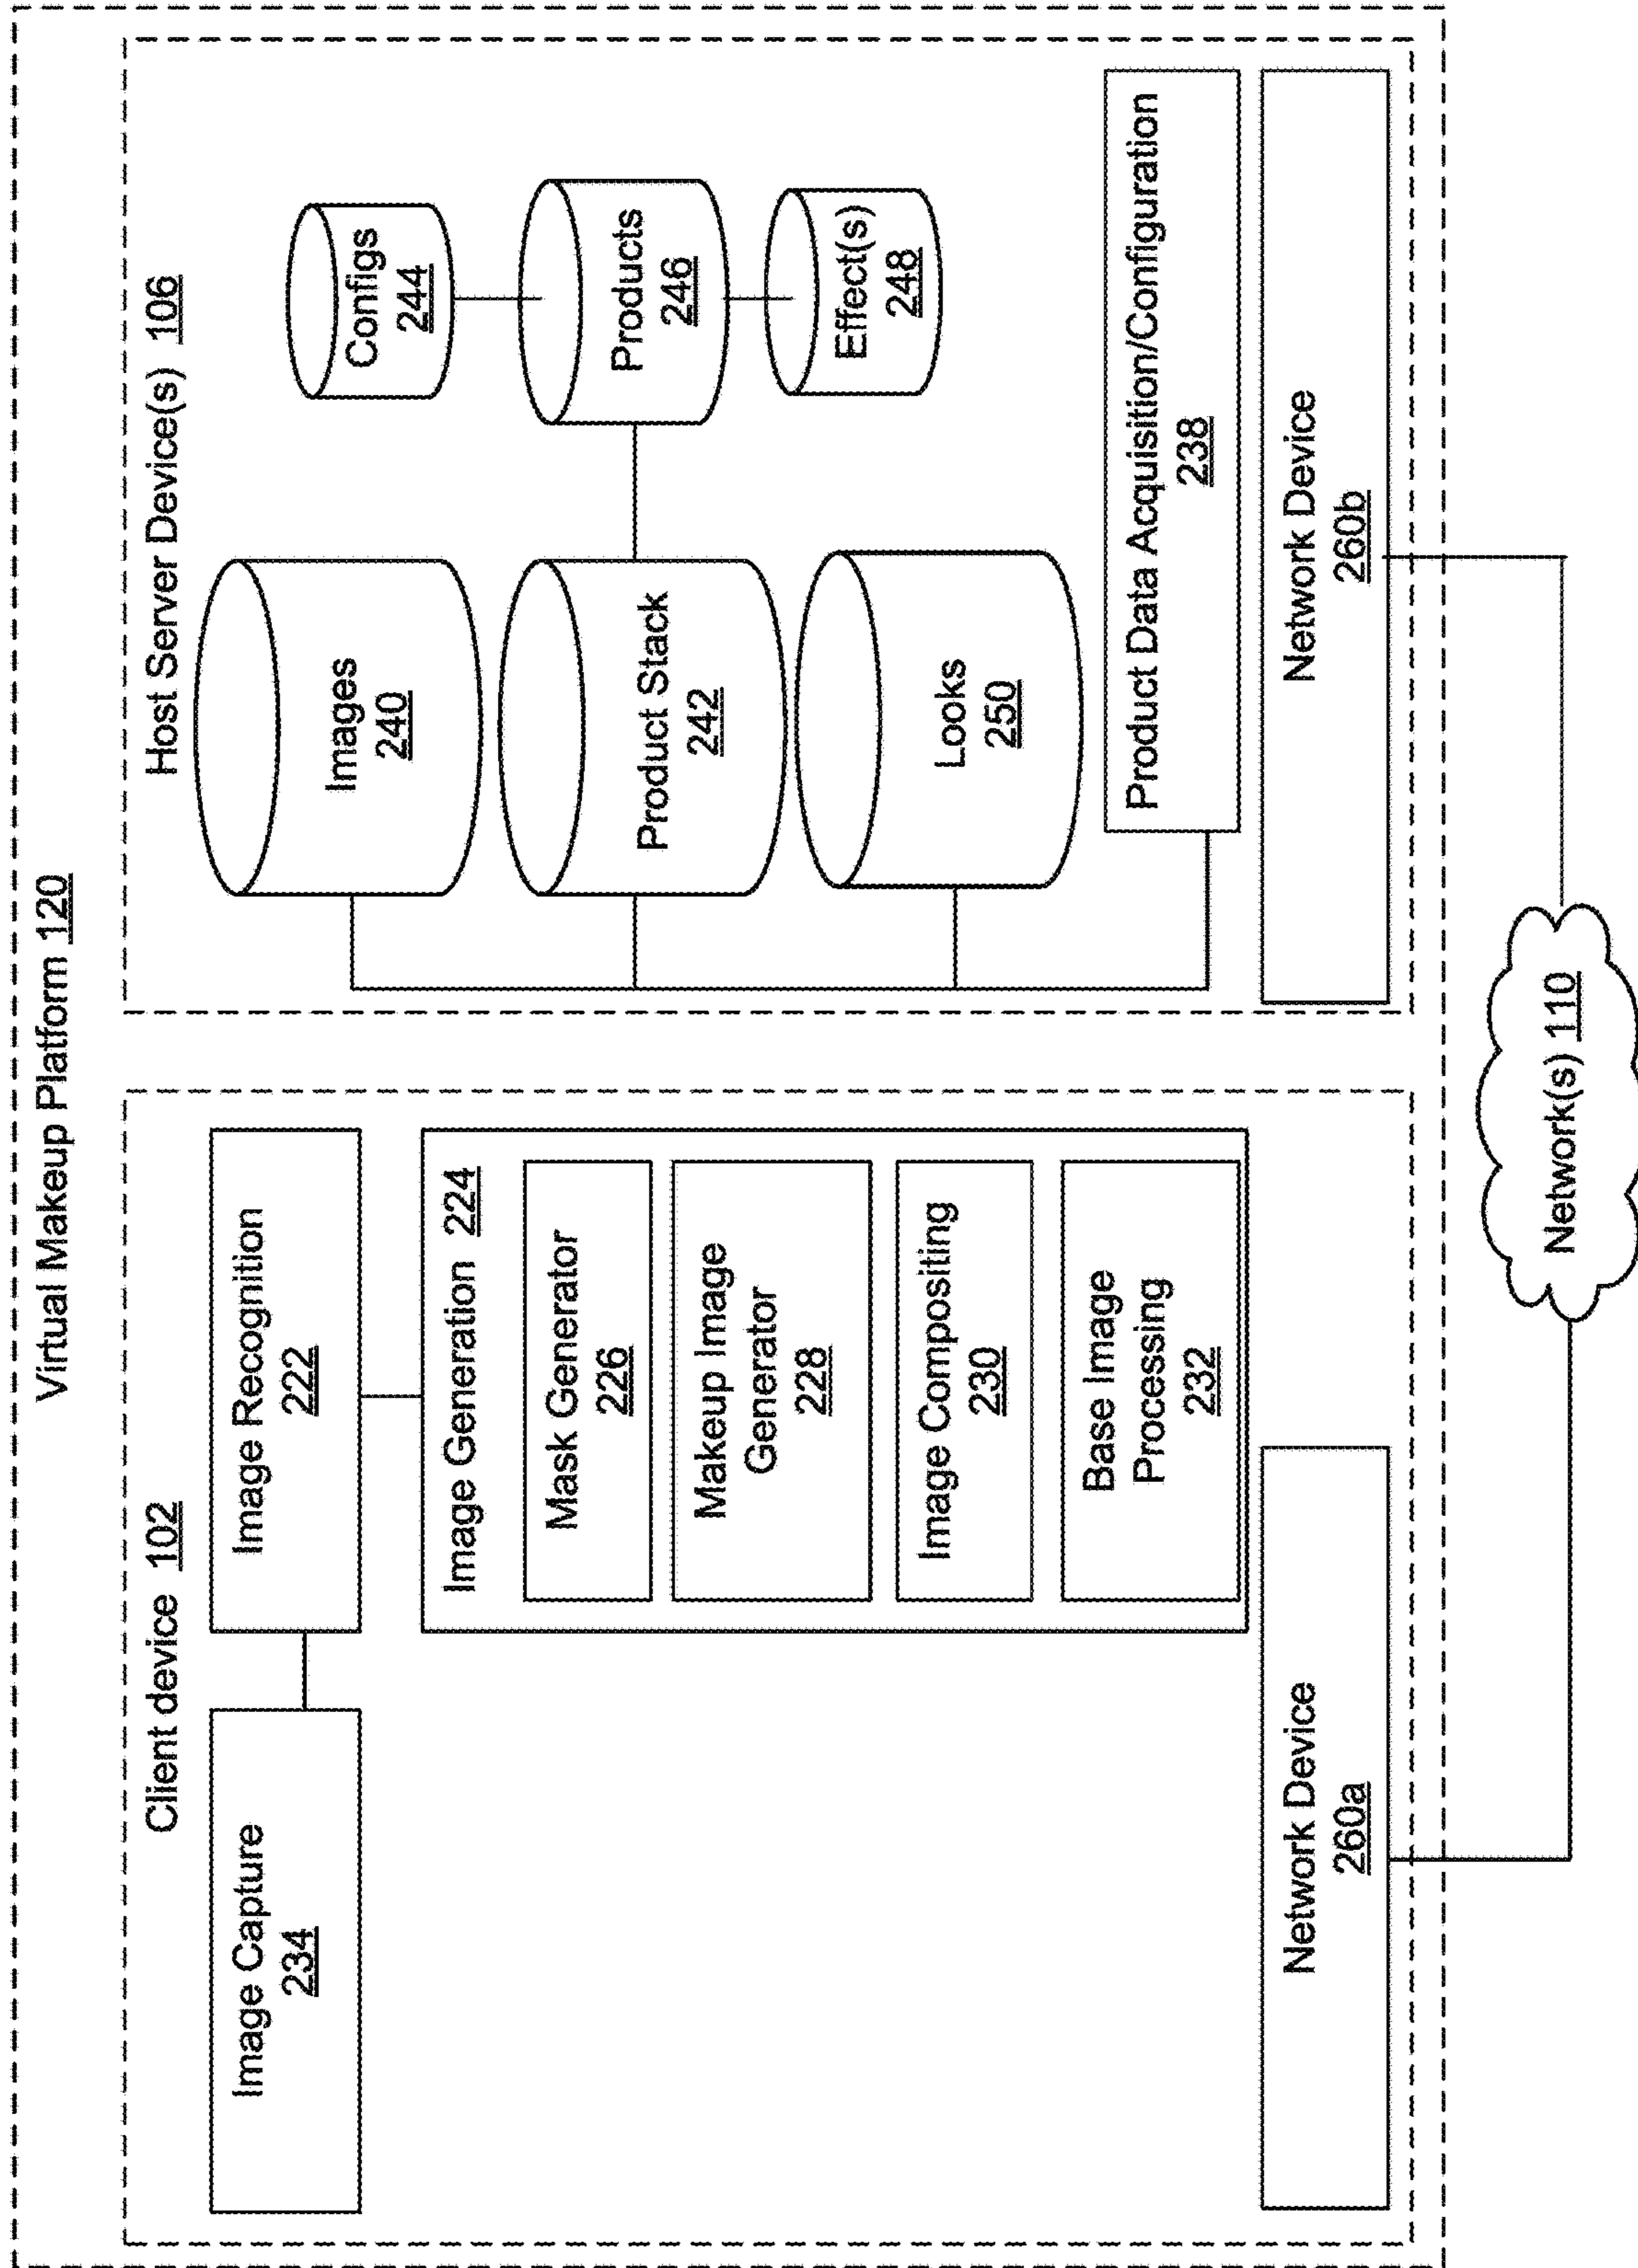 Virtual Makeup Platform 120
Client device 102
Image Capture
234
Image Recognition
222
Image Generation 224
Mask Generator
226
Makeup Image
Generator
228
Image Compositing
230
Base Image
Processing
232
Network Device
260a
Host Server Device(s) 106
Images
240
Product Stack
242
Looks
250
Configs
244
Products
246
Effect(s)
248
Product Data Acquisition/Configuration
238
Network Device
260b
Network(s) 110